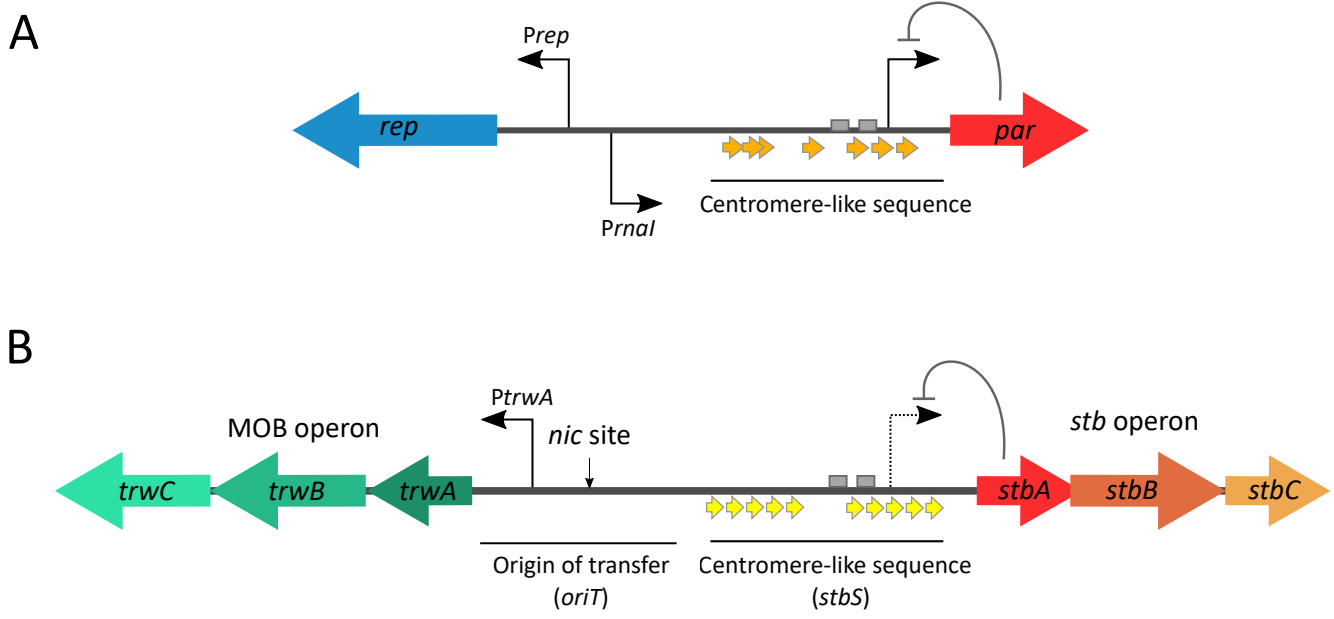 A
Prep
rep
par
Centromere-like sequence
PrnaI
B
PtrwA
MOB operon
nic site
stb operon
trwC
trwB
trwA
stbA
stbB
stbC
Origin of transfer
(oriT)
Centromere-like sequence
(stbS)